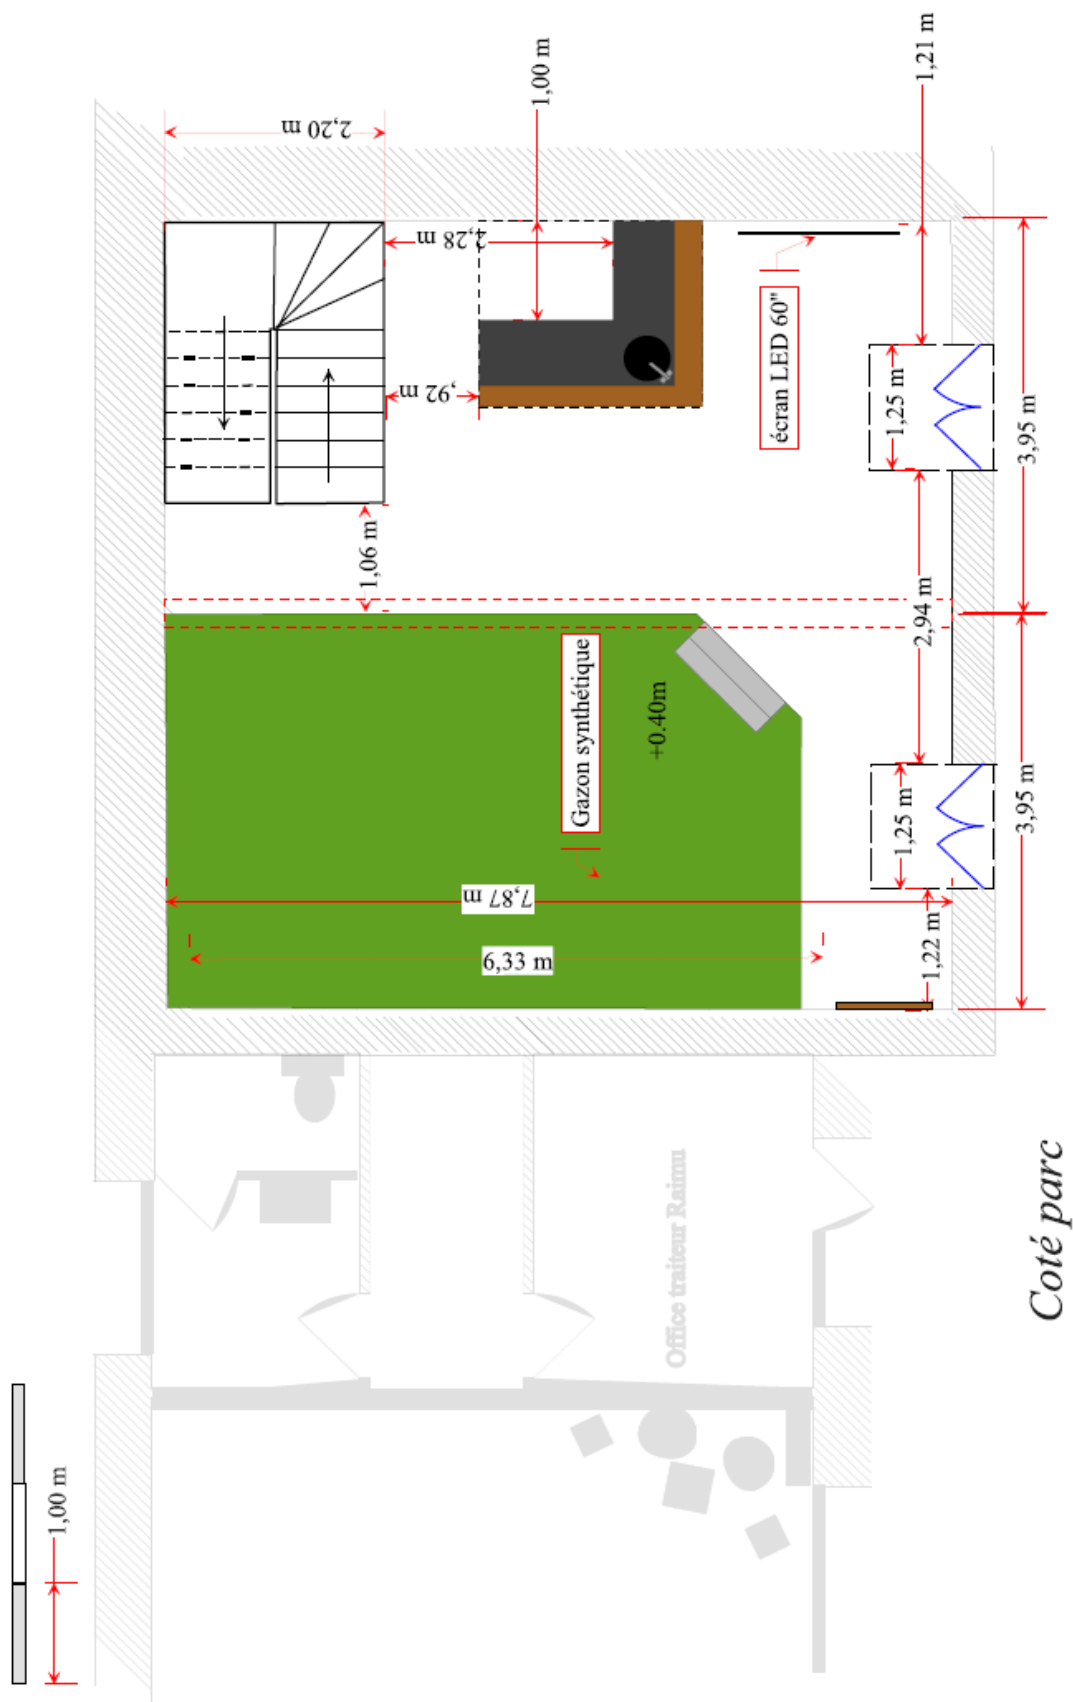 1,21 m
1,00 m
2,20 m
2,28 m
,92 m
écran LED 60"
1,25 m
3,95 m
1,06 m
2,94 m
Gazon synthétique
+0.40m
1,25 m
3,95 m
7,87 m
6,33 m
1,22 m
Office traiteur Raimu
Coté parc
1,00 m